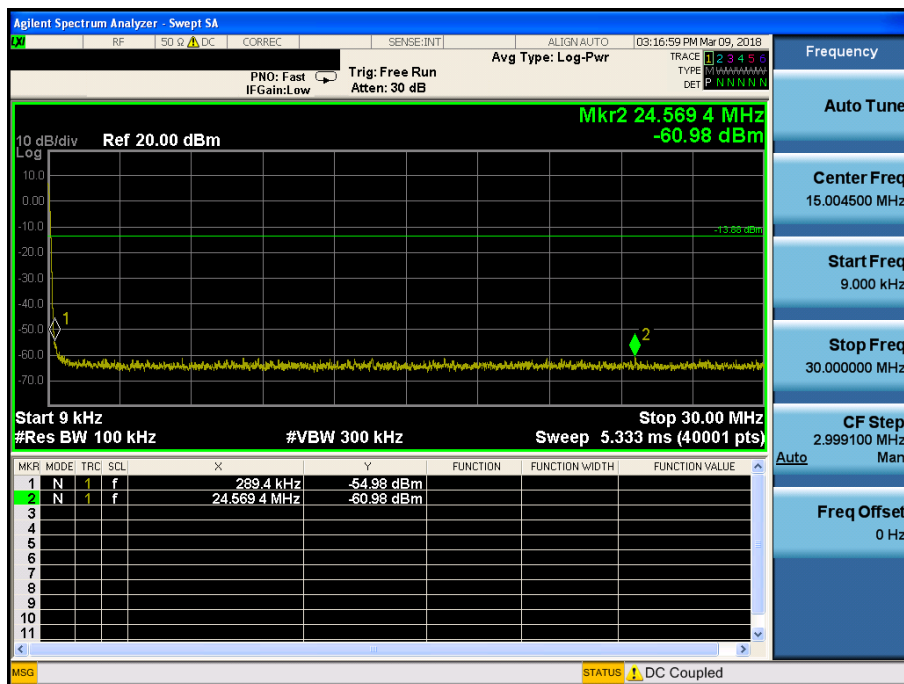 Agilent Spectrum Analyzer - Swept SA
LXI RF 50 Ω DC CORREC SENSE:INT ALIGN AUTO 03:16:59 PM Mar 09, 2018
Avg Type: Log-Pwr
TRACE 1 2 3 4 5 6
PNO: Fast Trig: Free Run
TYPE M W W W W W
IFGain:Low Atten: 30 dB
DET P N N N N N
Mkr2 24.569 4 MHz
-60.98 dBm
10 dB/div Ref 20.00 dBm
Log
10.0
0.00
-10.0
-13.88 dBm
-20.0
-30.0
-40.0
-50.0
1
2
-60.0
-70.0
Start 9 kHz Stop 30.00 MHz
#Res BW 100 kHz #VBW 300 kHz Sweep 5.333 ms (40001 pts)
MKR MODE TRC SCL X Y FUNCTION FUNCTION WIDTH FUNCTION VALUE
1 N 1 f 289.4 kHz -54.98 dBm
2 N 1 f 24.569 4 MHz -60.98 dBm
3
4
5
6
7
8
9
10
11
MSG STATUS DC Coupled
Frequency
Auto Tune
Center Freq
15.004500 MHz
Start Freq
9.000 kHz
Stop Freq
30.000000 MHz
CF Step
2.999100 MHz
Auto Man
Freq Offset
0 Hz